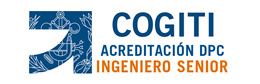 COGITI
ACREDITACIÓN DPC
INGENIERO SENIOR